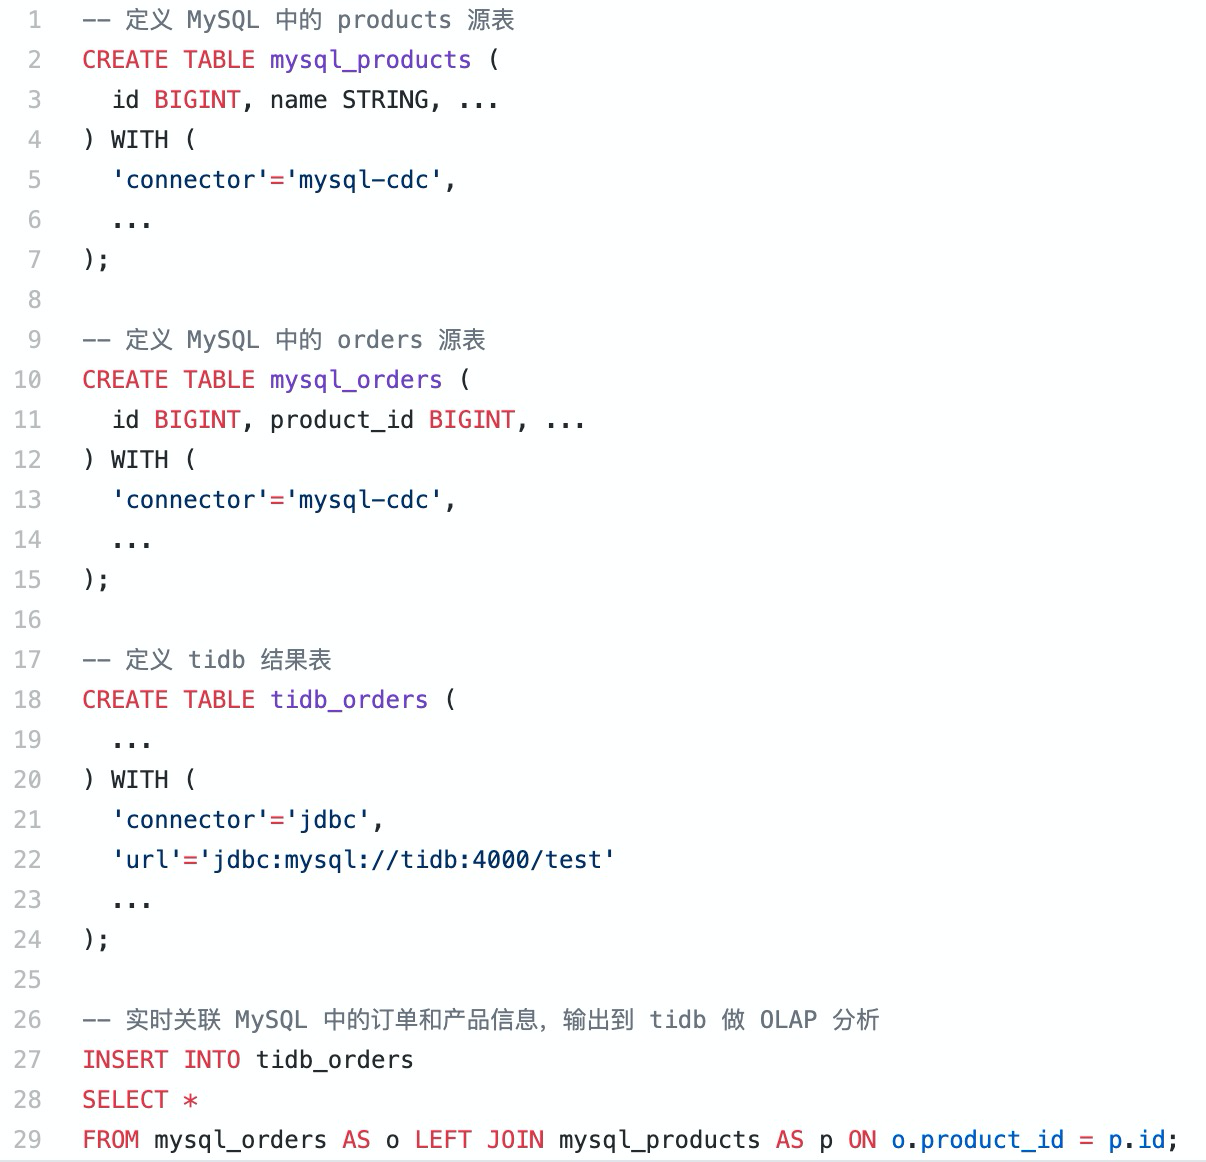 1 -- 定义 MySQL 中的 products 源表
2 CREATE TABLE mysql_products (
3   id BIGINT, name STRING, ...
4 ) WITH (
5   'connector'='mysql-cdc',
6   ...
7 );
8
9 -- 定义 MySQL 中的 orders 源表
10 CREATE TABLE mysql_orders (
11   id BIGINT, product_id BIGINT, ...
12 ) WITH (
13   'connector'='mysql-cdc',
14   ...
15 );
16
17 -- 定义 tidb 结果表
18 CREATE TABLE tidb_orders (
19   ...
20 ) WITH (
21   'connector'='jdbc',
22   'url'='jdbc:mysql://tidb:4000/test'
23   ...
24 );
25
26 -- 实时关联 MySQL 中的订单和产品信息，输出到 tidb 做 OLAP 分析
27 INSERT INTO tidb_orders
28 SELECT *
29 FROM mysql_orders AS o LEFT JOIN mysql_products AS p ON o.product_id = p.id;